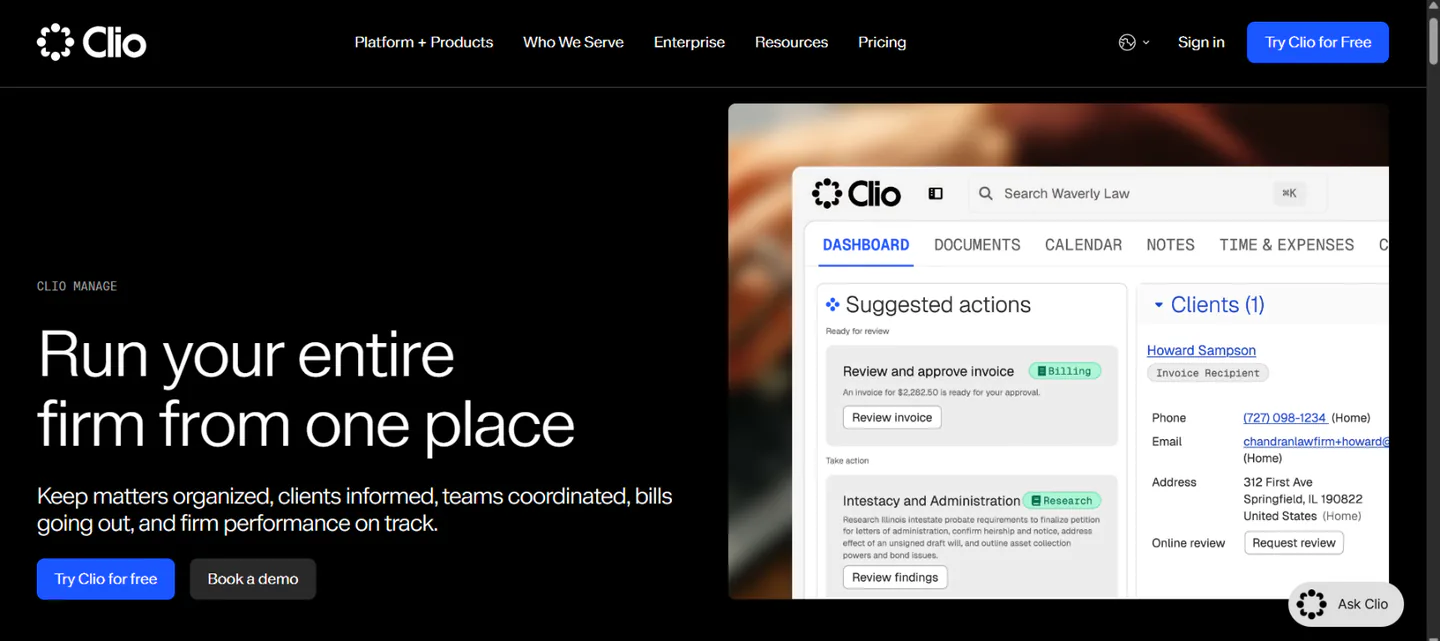 Clio
Platform + Products
Who We Serve
Enterprise
Resources
Pricing
Sign in
Try Clio for Free
CLIO MANAGE
Run your entire
firm from one place
Keep matters organized, clients informed, teams coordinated, bills
going out, and firm performance on track.
Try Clio for free
Book a demo
Clio
Search Waverly Law
⌘K
DASHBOARD
DOCUMENTS
CALENDAR
NOTES
TIME & EXPENSES
C
Suggested actions
Ready for review
Review and approve invoice
Billing
An invoice for $2,282.50 is ready for your approval.
Review invoice
Take action
Intestacy and Administration
Research
Research Illinois intestate probate requirements to finalize petition
for letters of administration, confirm heirship and notice, address
effect of an unsigned draft will, and outline asset collection
powers and bond issues.
Review findings
Clients (1)
Howard Sampson
Invoice Recipient
Phone
(727) 098-1234 (Home)
Email
chandranlawfirm+howard@
(Home)
Address
312 First Ave
Springfield, IL 190822
United States (Home)
Online review
Request review
Ask Clio